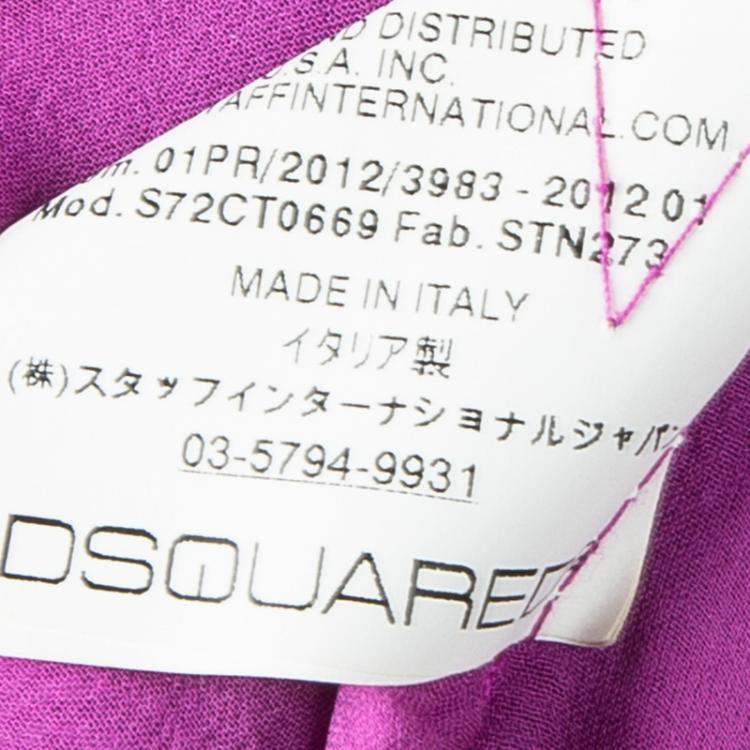 D DISTRIBUTED
U.S.A. INC.
TAFFINTERNATIONAL.COM
m. 01PR/2012/3983 - 2012 01
Mod. S72CT0669 Fab. STN273
MADE IN ITALY
イタリア製
(株)スタッフインターナショナルジャパン
03-5794-9931
DSQUARED